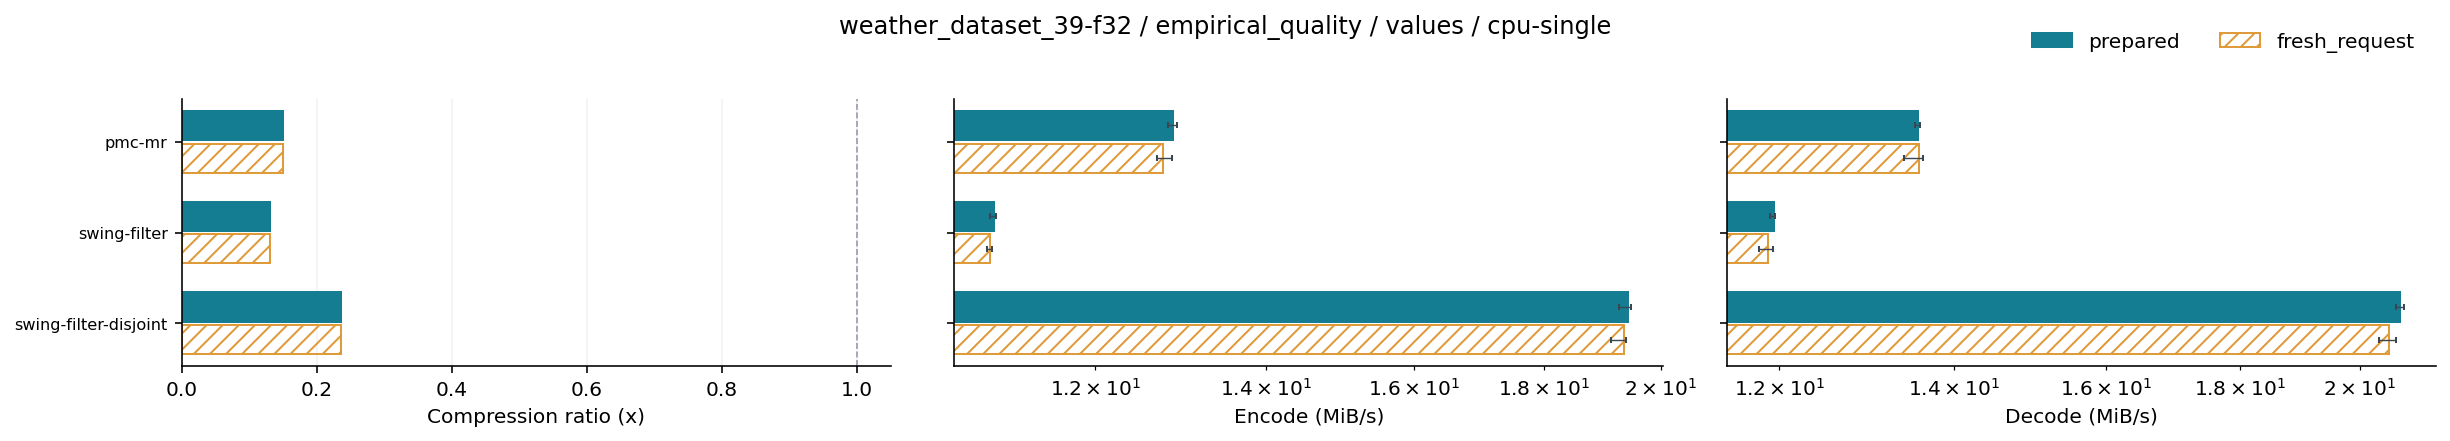 weather_dataset_39-f32 / empirical_quality / values / cpu-single
prepared fresh_request
pmc-mr
swing-filter
swing-filter-disjoint
0.0 0.2 0.4 0.6 0.8 1.0
Compression ratio (x)
1.2 × 10¹ 1.4 × 10¹ 1.6 × 10¹ 1.8 × 10¹ 2 × 10¹
Encode (MiB/s)
1.2 × 10¹ 1.4 × 10¹ 1.6 × 10¹ 1.8 × 10¹ 2 × 10¹
Decode (MiB/s)